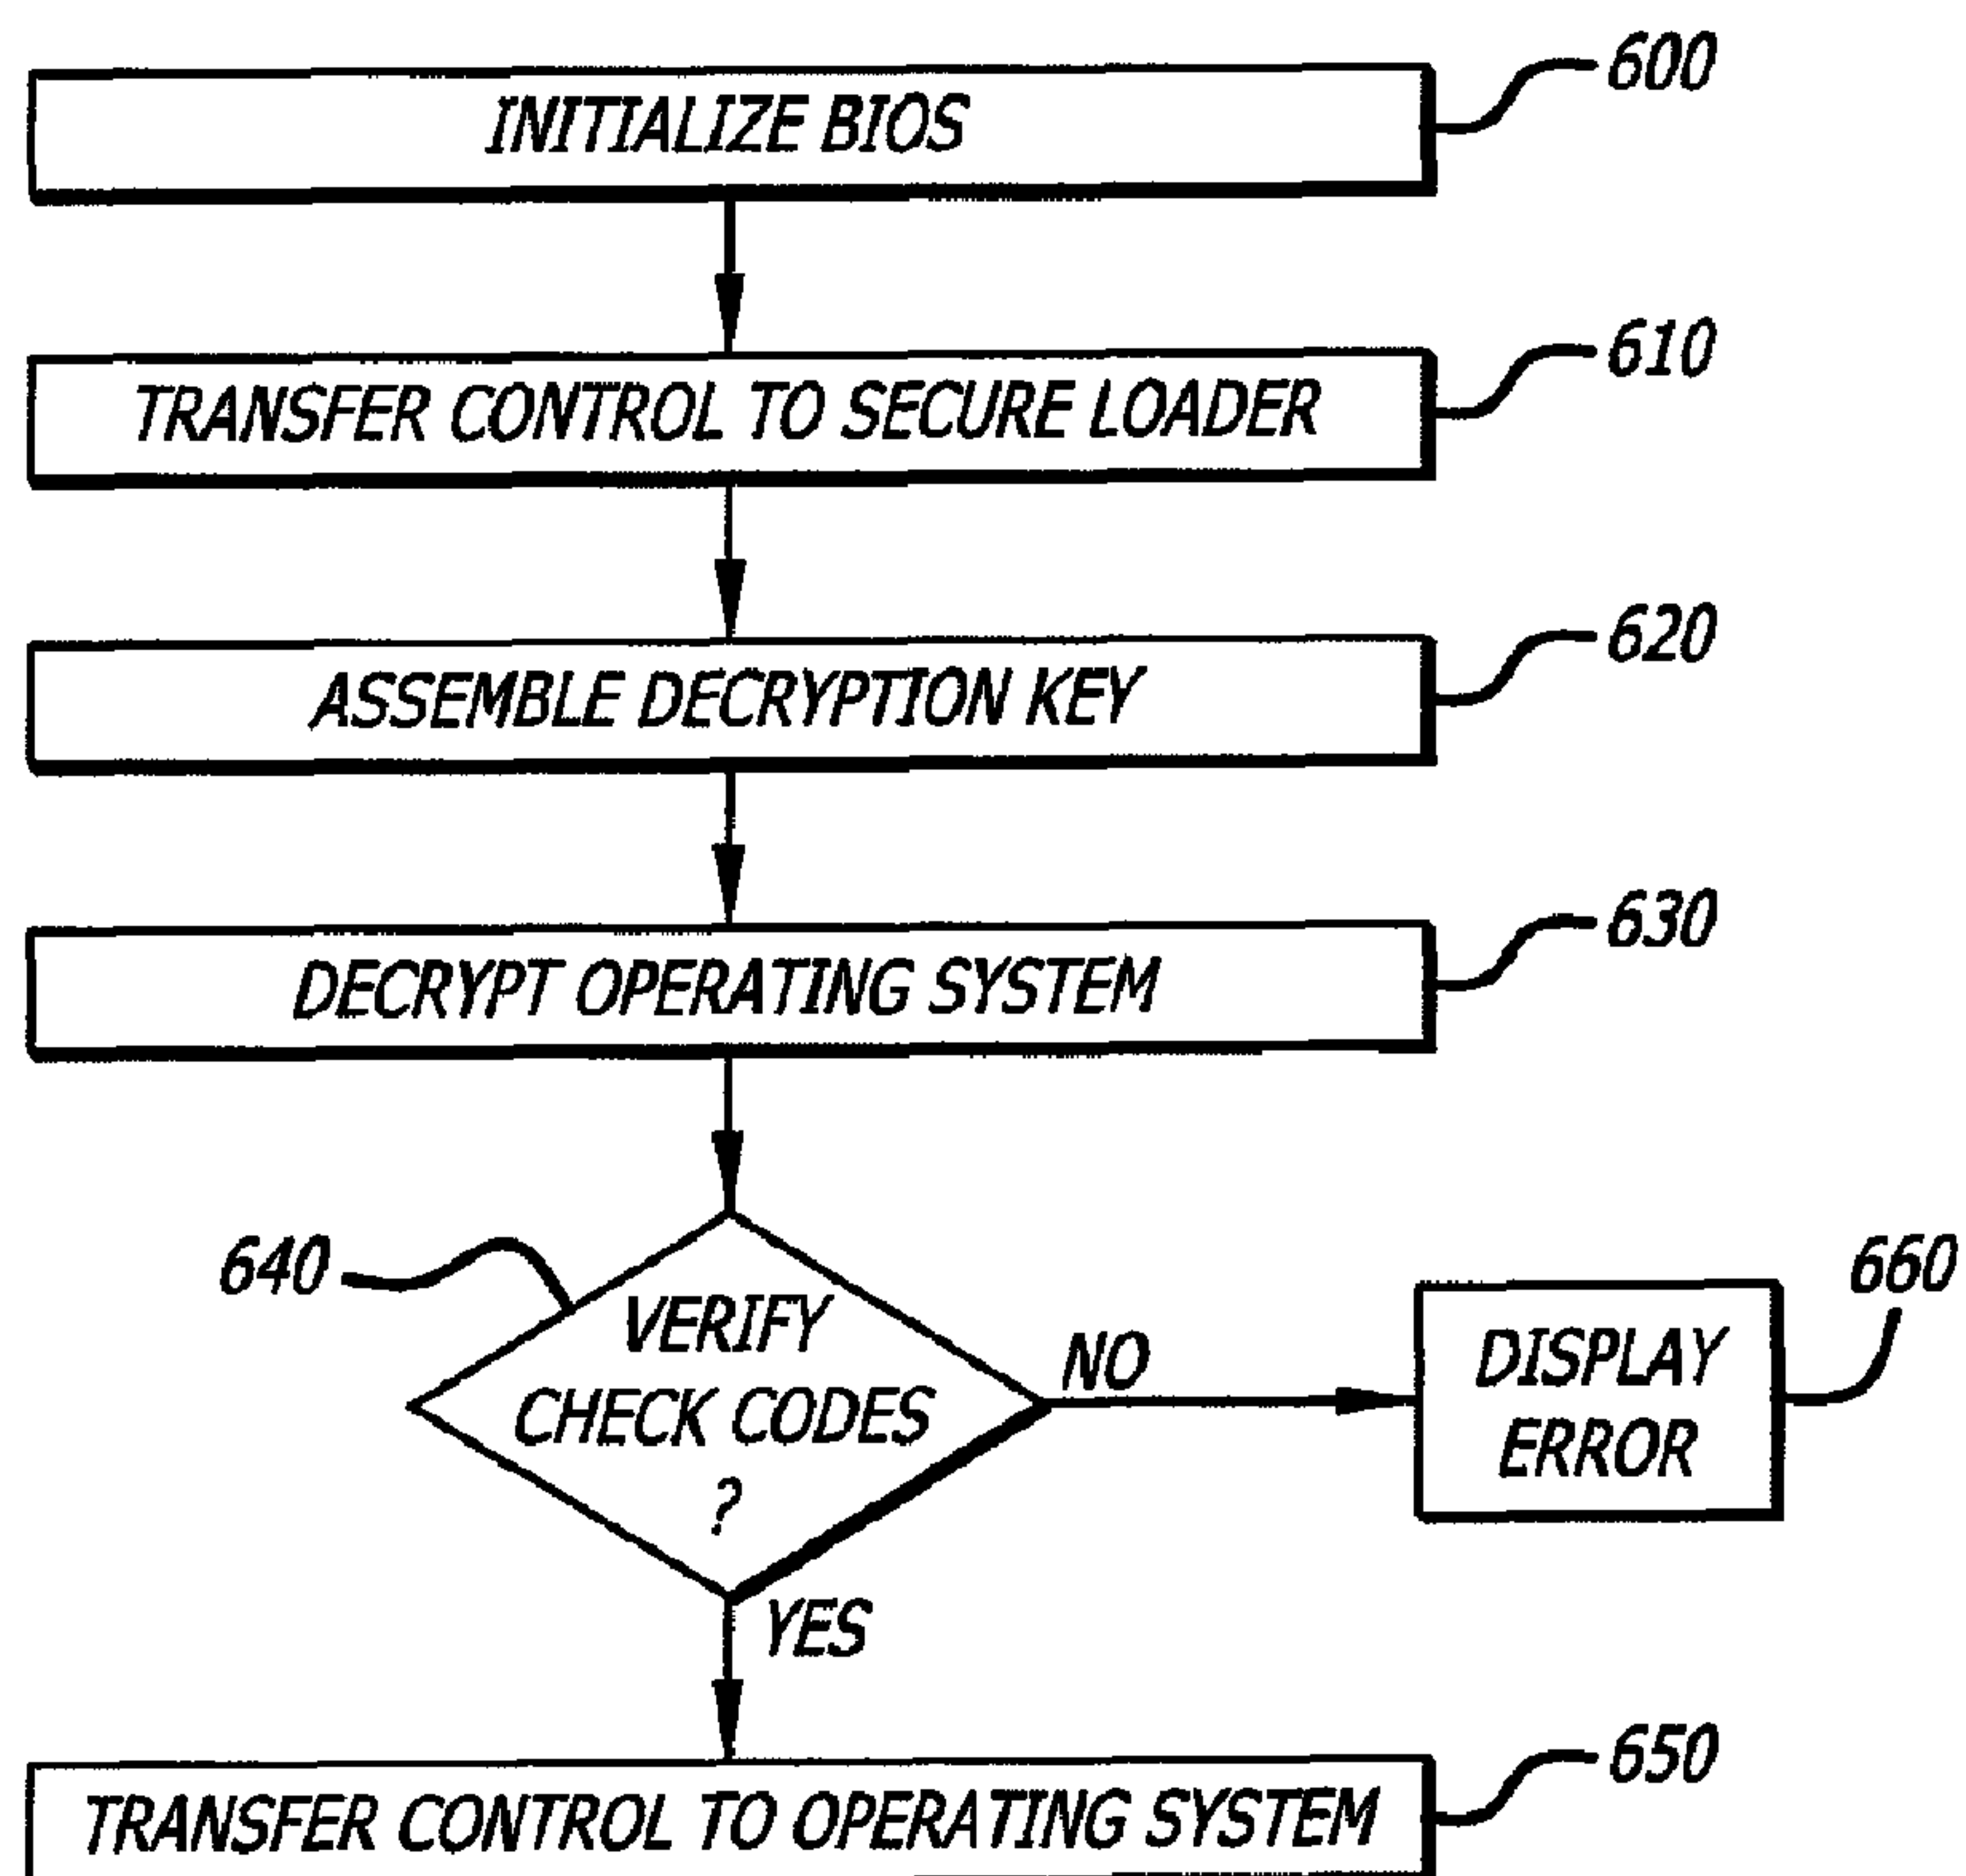 600
INITIALIZE BIOS
610
TRANSFER CONTROL TO SECURE LOADER
620
ASSEMBLE DECRYPTION KEY
630
DECRYPT OPERATING SYSTEM
640
660
VERIFY
CHECK CODES
?
NO
DISPLAY
ERROR
YES
650
TRANSFER CONTROL TO OPERATING SYSTEM